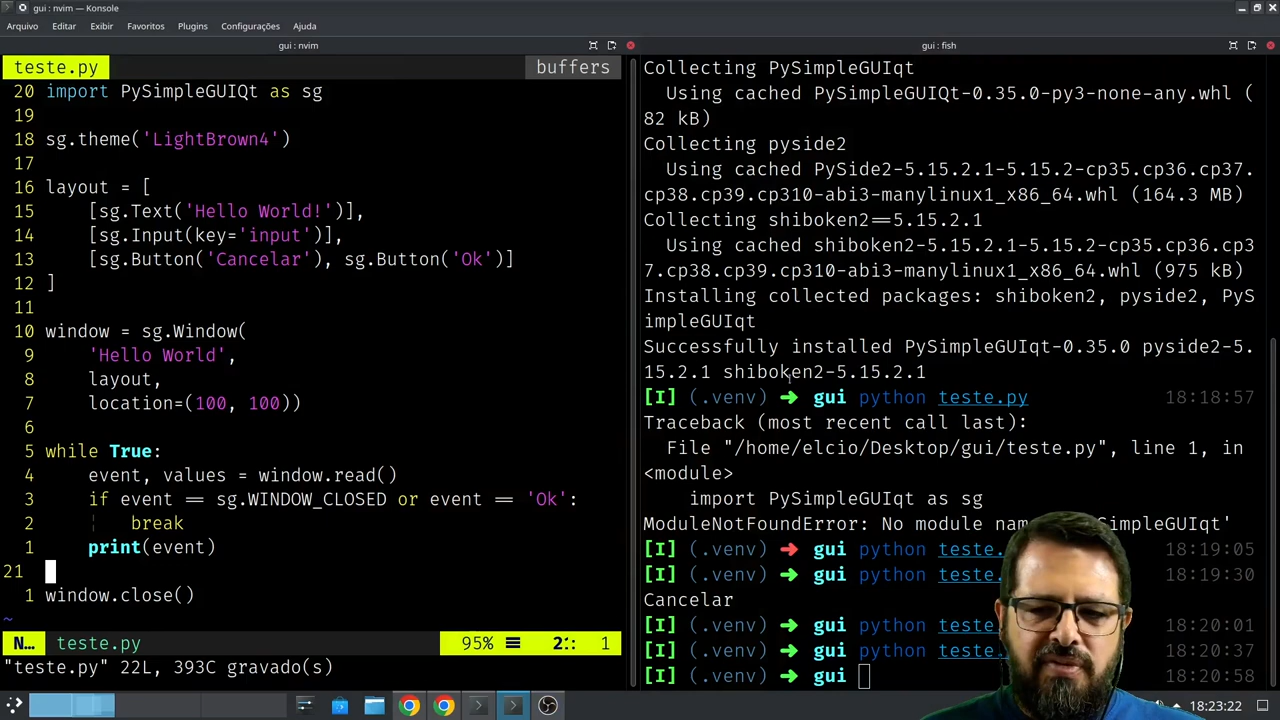 gui : nvim — Konsole
Arquivo Editar Exibir Favoritos Plugins Configurações Ajuda
gui : nvim
teste.py buffers
20 import PySimpleGUIQt as sg
19
18 sg.theme('LightBrown4')
17
16 layout = [
15 [sg.Text('Hello World!')],
14 [sg.Input(key='input')],
13 [sg.Button('Cancelar'), sg.Button('Ok')]
12 ]
11
10 window = sg.Window(
9 'Hello World',
8 layout,
7 location=(100, 100))
6
5 while True:
4 event, values = window.read()
3 if event == sg.WINDOW_CLOSED or event == 'Ok':
2 break
1 print(event)
21
1 window.close()
~
N... teste.py 95% ☰ 2: 1
"teste.py" 22L, 393C gravado(s)
gui : fish
Collecting PySimpleGUIqt
Using cached PySimpleGUIQt-0.35.0-py3-none-any.whl (
82 kB)
Collecting pyside2
Using cached PySide2-5.15.2.1-5.15.2-cp35.cp36.cp37.
cp38.cp39.cp310-abi3-manylinux1_x86_64.whl (164.3 MB)
Collecting shiboken2==5.15.2.1
Using cached shiboken2-5.15.2.1-5.15.2-cp35.cp36.cp3
7.cp38.cp39.cp310-abi3-manylinux1_x86_64.whl (975 kB)
Installing collected packages: shiboken2, pyside2, PyS
impleGUIqt
Successfully installed PySimpleGUIqt-0.35.0 pyside2-5.
15.2.1 shiboken2-5.15.2.1
[I] (.venv) ➜ gui python teste.py 18:18:57
Traceback (most recent call last):
File "/home/elcio/Desktop/gui/teste.py", line 1, in
<module>
import PySimpleGUIqt as sg
ModuleNotFoundError: No module nam SimpleGUIqt'
[I] (.venv) ➜ gui python teste. 18:19:05
[I] (.venv) ➜ gui python teste. 18:19:30
Cancelar
[I] (.venv) ➜ gui python teste. 18:20:01
[I] (.venv) ➜ gui python teste. 18:20:37
[I] (.venv) ➜ gui 18:20:58
18:23:22